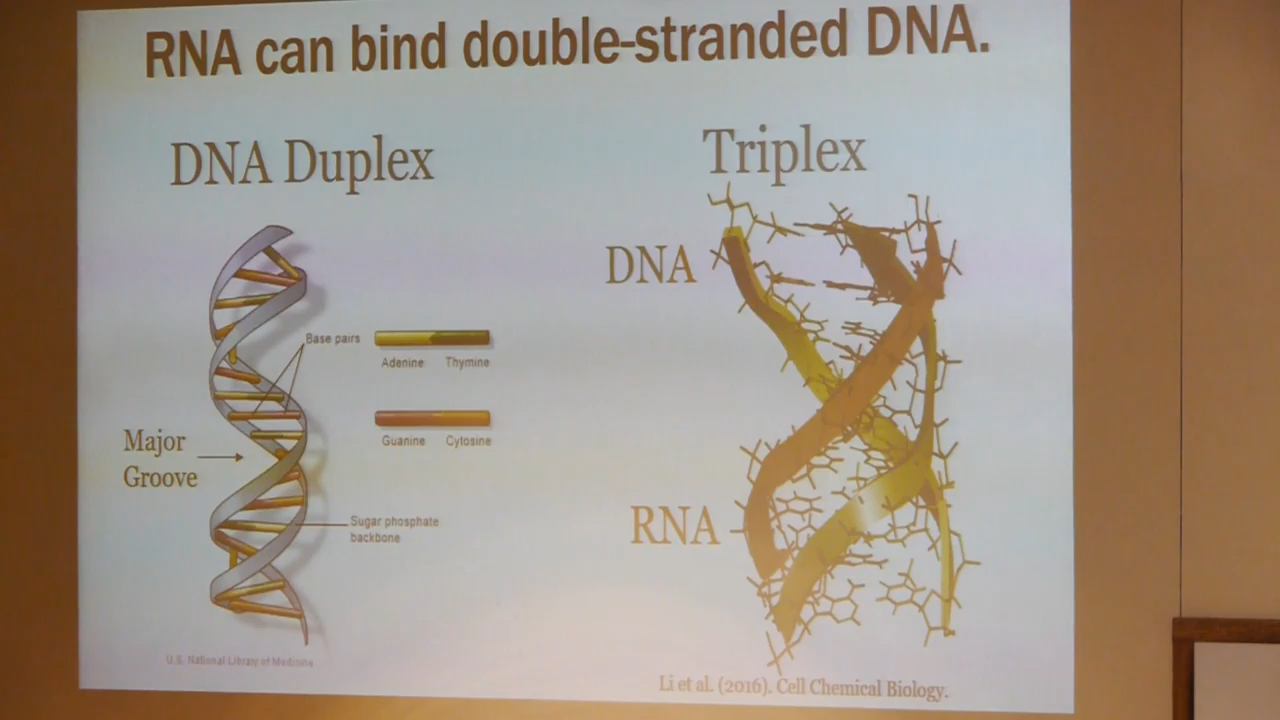 RNA can bind double-stranded DNA.
DNA Duplex
Triplex
DNA
Base pairs
Adenine Thymine
Guanine Cytosine
Major
Groove
Sugar phosphate
backbone
RNA
U.S. National Library of Medicine
Li et al. (2016). Cell Chemical Biology.